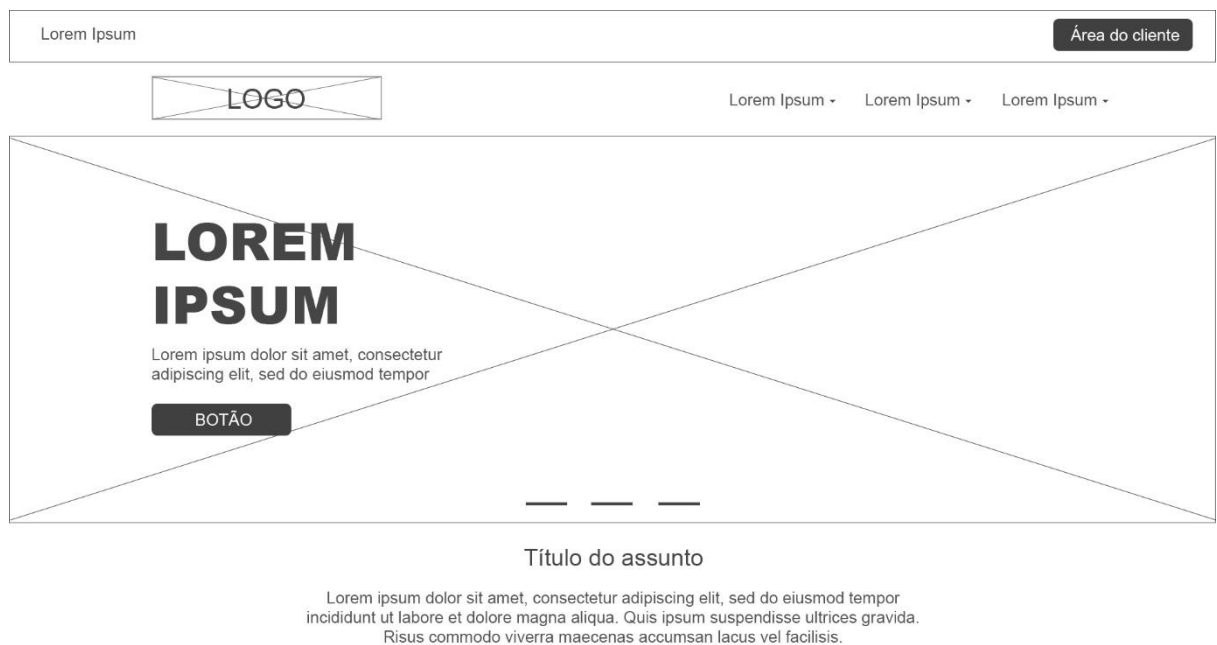 Lorem Ipsum
Área do cliente
LOGO
Lorem Ipsum
Lorem Ipsum
Lorem Ipsum
LOREM
IPSUM
Lorem ipsum dolor sit amet, consectetur
adipiscing elit, sed do eiusmod tempor
BOTÃO
Título do assunto
Lorem ipsum dolor sit amet, consectetur adipiscing elit, sed do eiusmod tempor
incididunt ut labore et dolore magna aliqua. Quis ipsum suspendisse ultrices gravida.
Risus commodo viverra maecenas accumsan lacus vel facilisis.